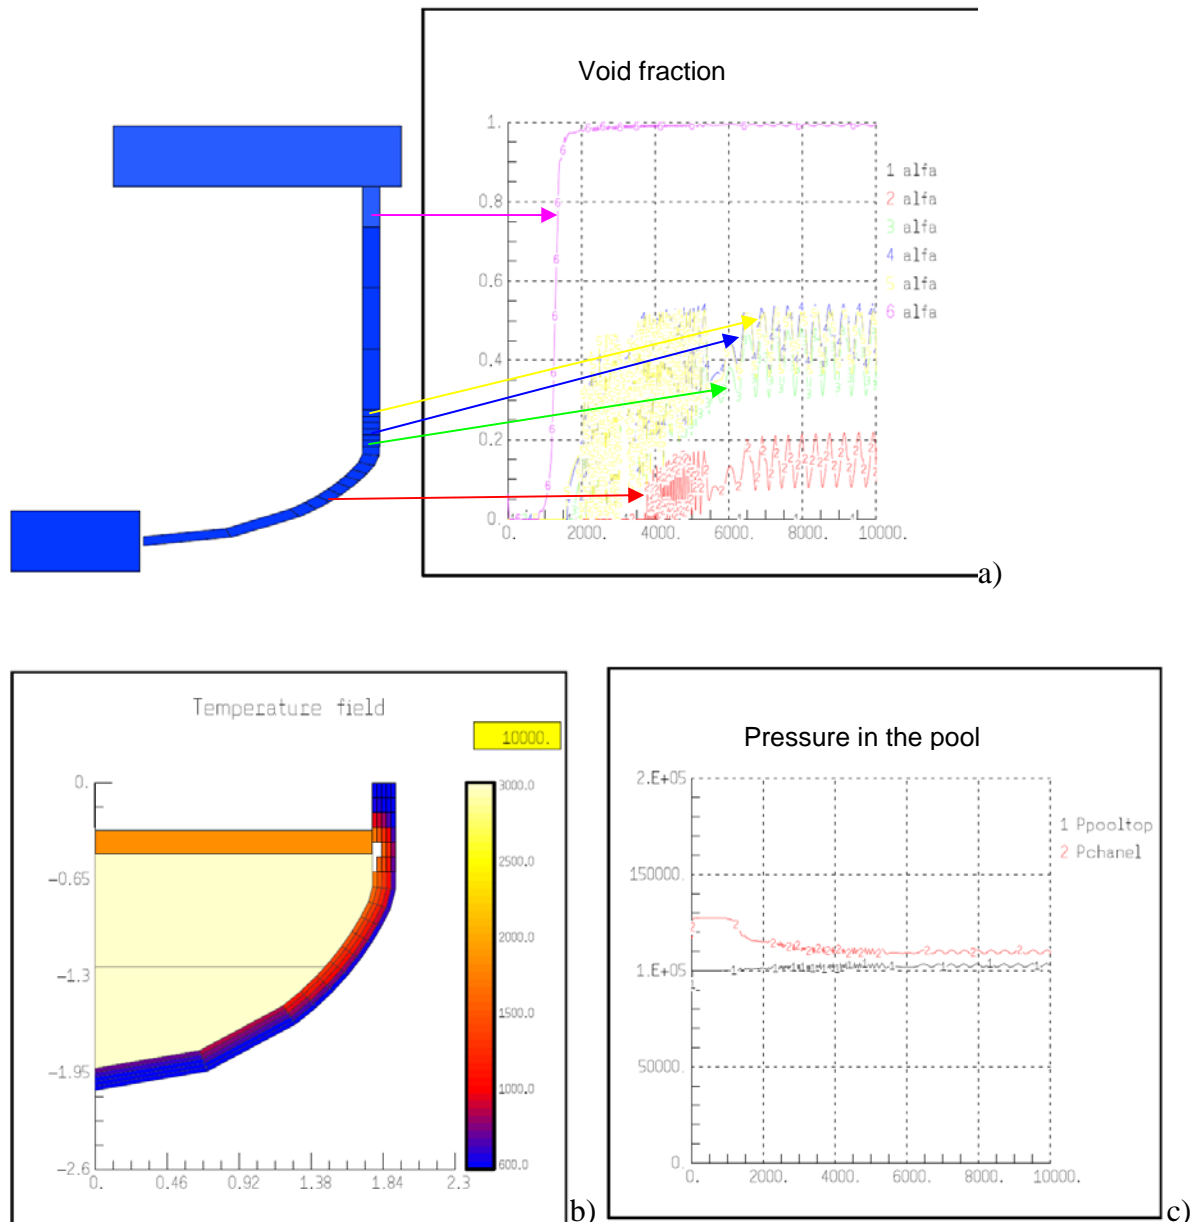 Void fraction
1.
0.8
0.6
0.4
0.2
0.
0. 2000. 4000. 6000. 8000. 10000.
1 alfa
2 alfa
3 alfa
4 alfa
5 alfa
6 alfa
a)
Temperature field
10000.
0.
-0.65
-1.3
-1.95
-2.6
0. 0.46 0.92 1.38 1.84 2.3
3000.0
2500.0
2000.0
1500.0
1000.0
600.0
b)
Pressure in the pool
2.E+05
150000.
1.E+05
50000.
0.
0. 2000. 4000. 6000. 8000. 10000.
1 Ppooltop
2 Pchanel
c)